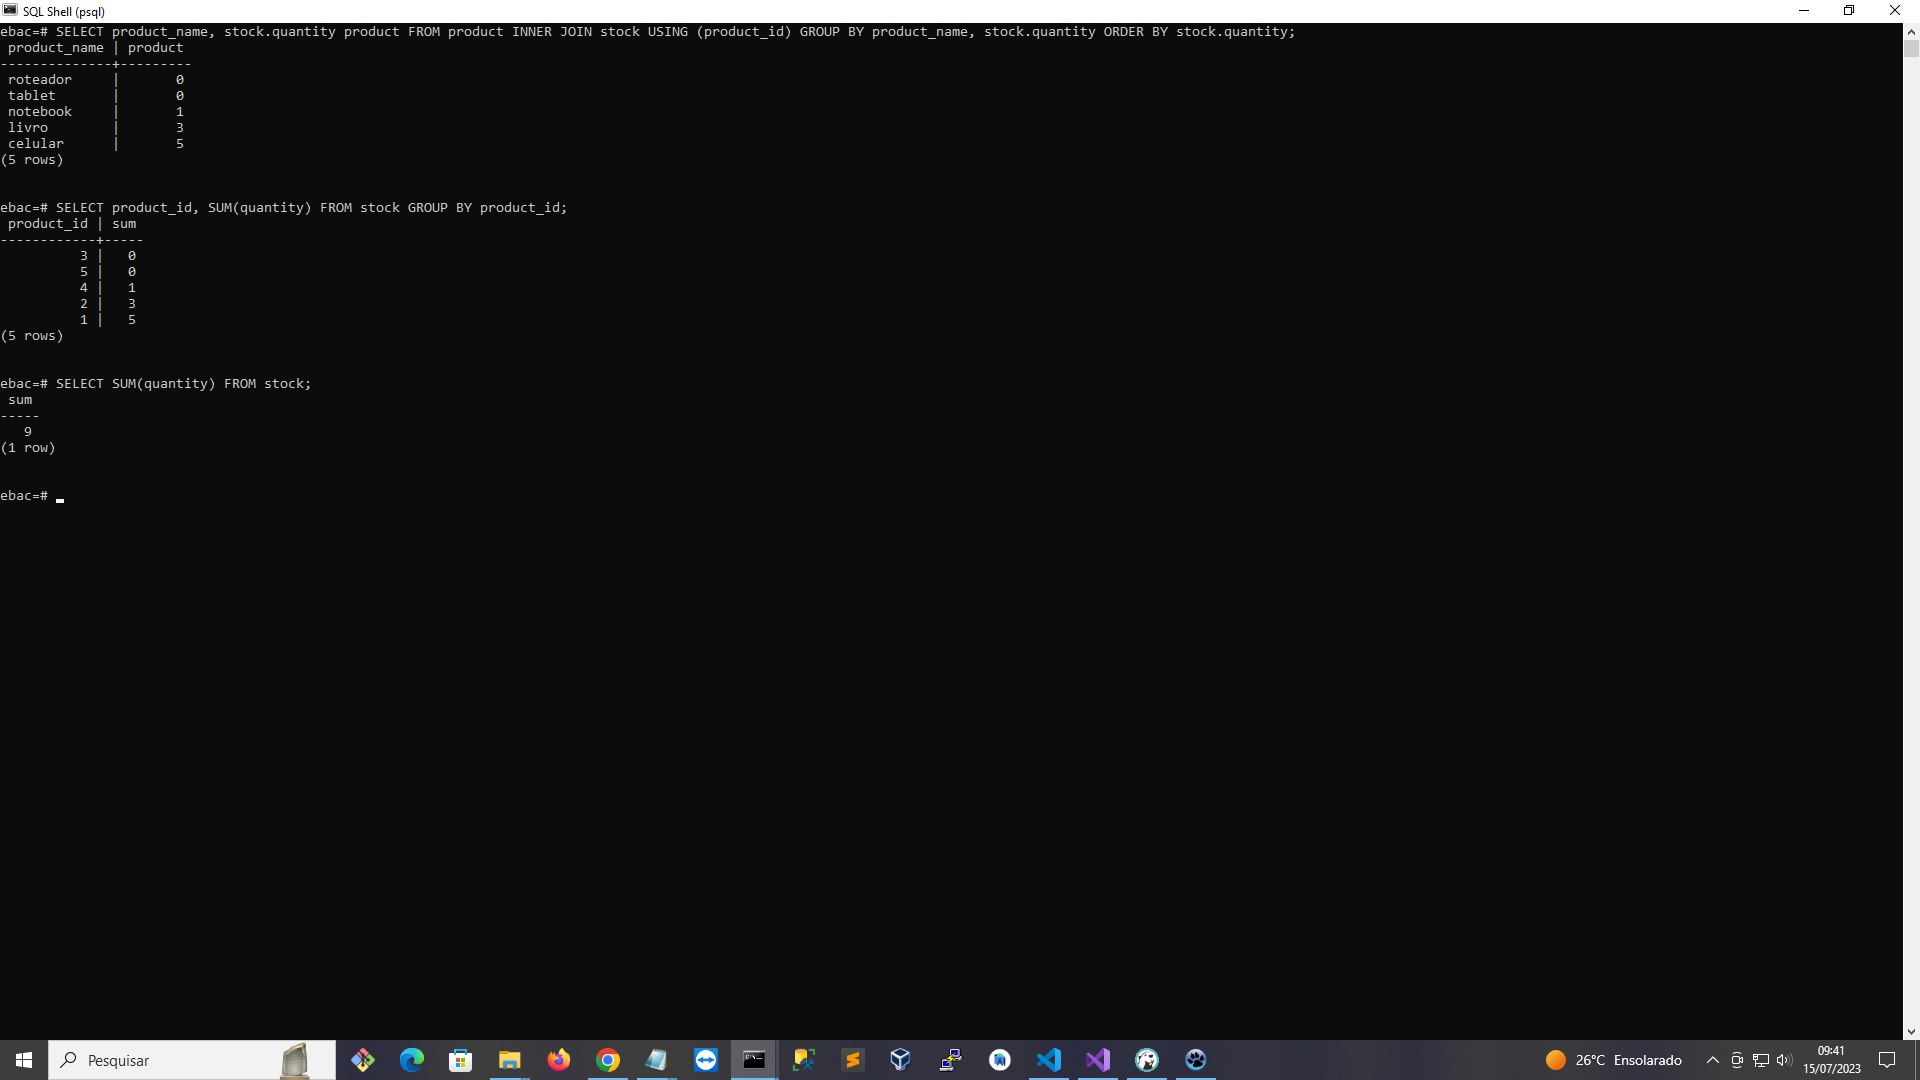 SQL Shell (psql)
ebac=# SELECT product_name, stock.quantity product FROM product INNER JOIN stock USING (product_id) GROUP BY product_name, stock.quantity ORDER BY stock.quantity;
 product_name | product
--------------+---------
 roteador     |       0
 tablet       |       0
 notebook     |       1
 livro        |       3
 celular      |       5
(5 rows)
ebac=# SELECT product_id, SUM(quantity) FROM stock GROUP BY product_id;
 product_id | sum
------------+-----
          3 |   0
          5 |   0
          4 |   1
          2 |   3
          1 |   5
(5 rows)
ebac=# SELECT SUM(quantity) FROM stock;
 sum
-----
   9
(1 row)
ebac=#
Pesquisar
26°C Ensolarado
09:41
15/07/2023